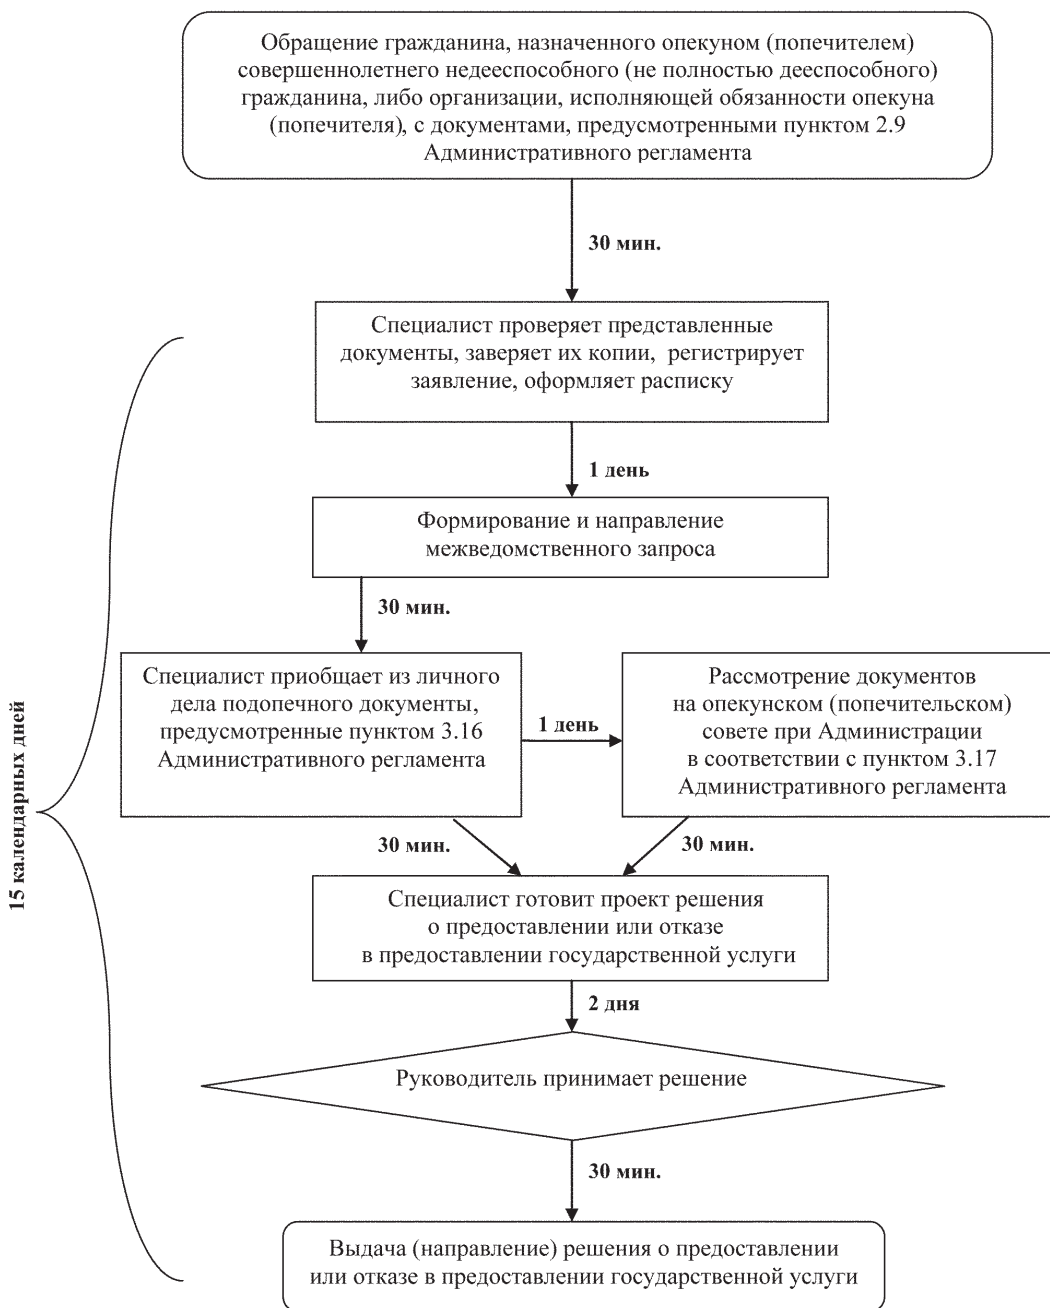 Обращение гражданина, назначенного опекуном (попечителем)
совершеннолетнего недееспособного (не полностью дееспособного)
гражданина, либо организации, исполняющей обязанности опекуна
(попечителя), с документами, предусмотренными пунктом 2.9
Административного регламента
30 мин.
Специалист проверяет представленные
документы, заверяет их копии, регистрирует
заявление, оформляет расписку
1 день
Формирование и направление
межведомственного запроса
30 мин.
Специалист приобщает из личного
дела подопечного документы,
предусмотренные пунктом 3.16
Административного регламента
1 день
Рассмотрение документов
на опекунском (попечительском)
совете при Администрации
в соответствии с пунктом 3.17
Административного регламента
15 календарных дней
30 мин.
30 мин.
Специалист готовит проект решения
о предоставлении или отказе
в предоставлении государственной услуги
2 дня
Руководитель принимает решение
30 мин.
Выдача (направление) решения о предоставлении
или отказе в предоставлении государственной услуги